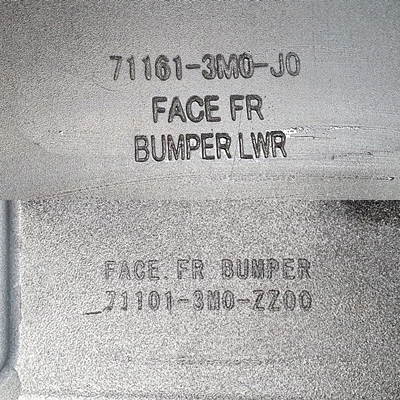 71161-3M0-J0
FACE FR
BUMPER LWR
FACE FR BUMPER
71101-3M0-ZZ00